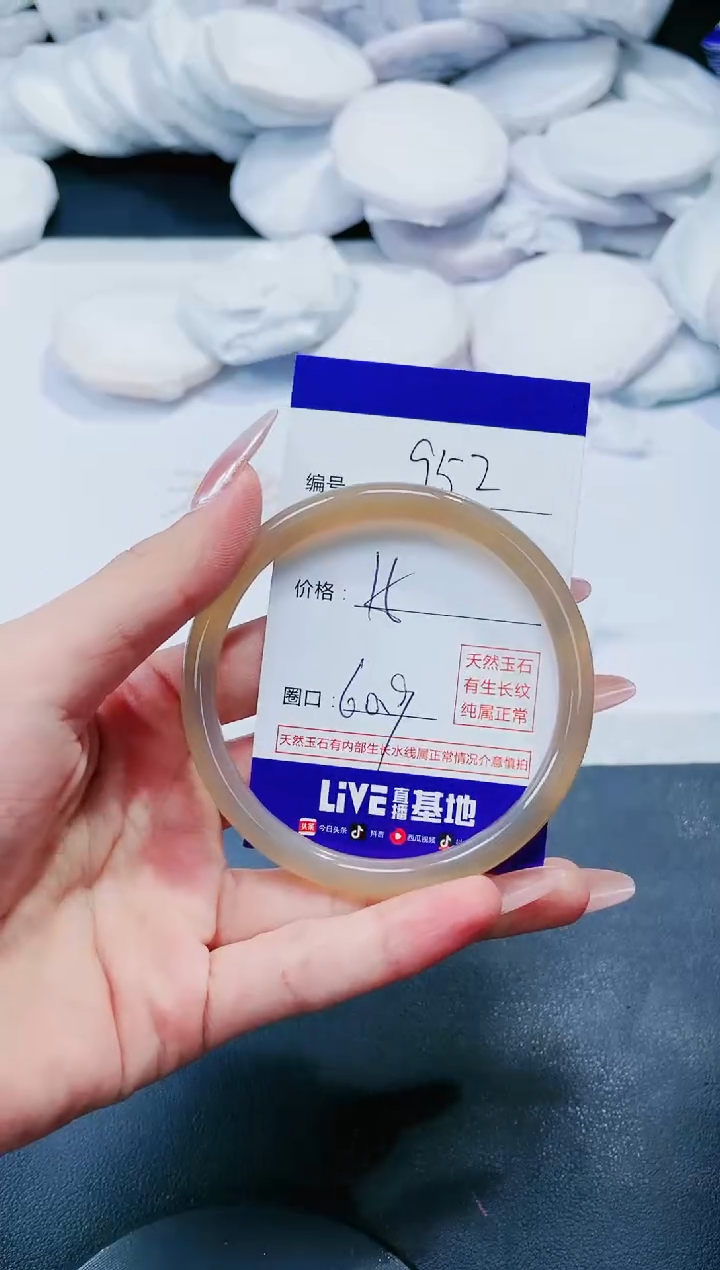 编号 952
价格： H
天然玉石
有生长纹
纯属正常
圈口：60.9
天然玉石有内部生长水线属正常情况介意慎拍
LiVE直播基地
头条 今日头条 抖音 西瓜视频